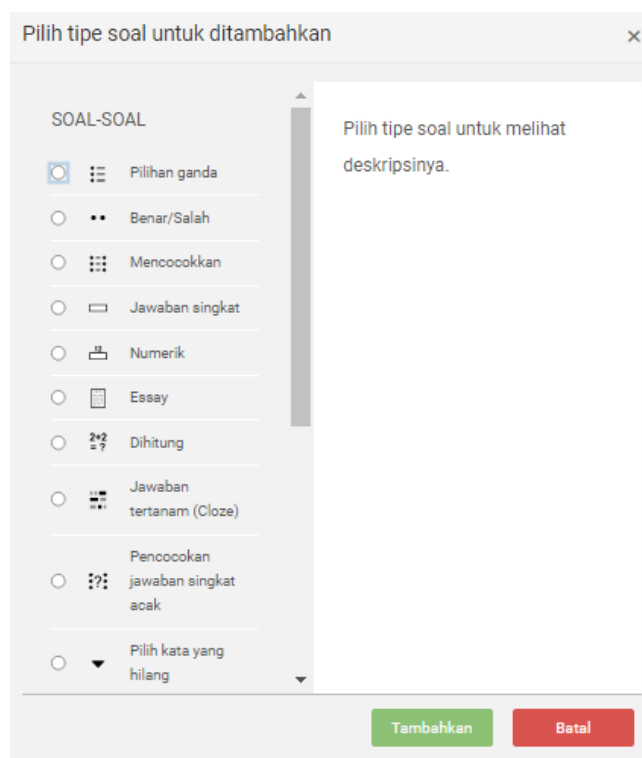 Pilih tipe soal untuk ditambahkan
×
SOAL-SOAL
Pilihan ganda
Benar/Salah
Mencocokkan
Jawaban singkat
12
Numerik
Essay
2+2
= ?
Dihitung
Jawaban
tertanam (Cloze)
?
Pencocokan
jawaban singkat
acak
Pilih kata yang
hilang
Pilih tipe soal untuk melihat
deskripsinya.
Tambahkan
Batal